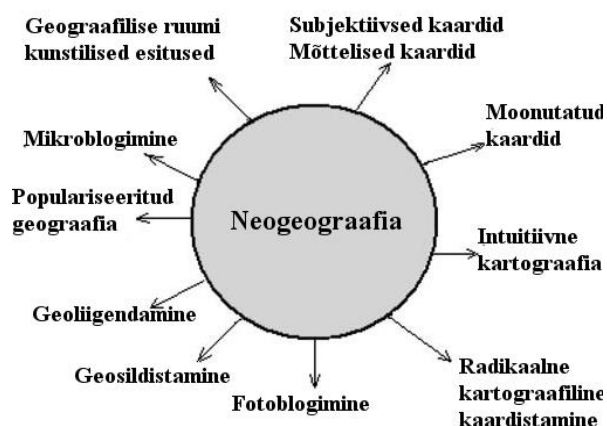 Geograafilise ruumi
kunstilised esitused
Subjektiivsed kaardid
Mõttelised kaardid
Moonutatud
kaardid
Mikroblogimine
Populariseeritud
geograafia
Neogeograafia
Intuitiivne
kartograafia
Geoliigendamine
Geosildistamine
Fotoblogimine
Radikaalne
kartograafiline
kaardistamine